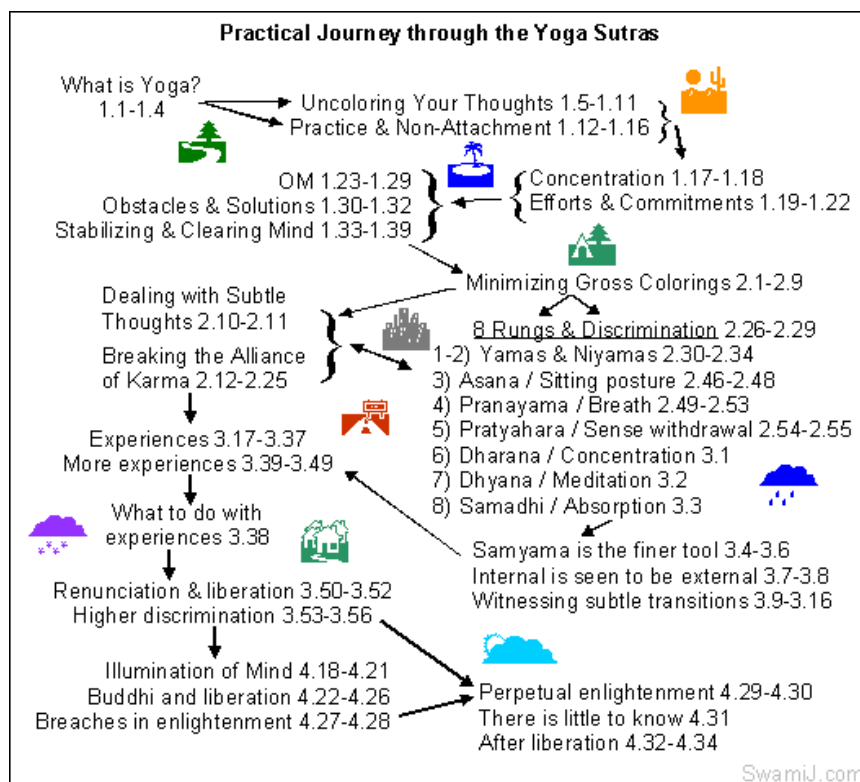 Practical Journey through the Yoga Sutras
What is Yoga?
1.1-1.4
Uncoloring Your Thoughts 1.5-1.11
Practice & Non-Attachment 1.12-1.16
Concentration 1.17-1.18
Efforts & Commitments 1.19-1.22
OM 1.23-1.29
Obstacles & Solutions 1.30-1.32
Stabilizing & Clearing Mind 1.33-1.39
Minimizing Gross Colorings 2.1-2.9
Dealing with Subtle
Thoughts 2.10-2.11
Breaking the Alliance
of Karma 2.12-2.25
8 Rungs & Discrimination 2.26-2.29
1-2) Yamas & Niyamas 2.30-2.34
3) Asana / Sitting posture 2.46-2.48
4) Pranayama / Breath 2.49-2.53
5) Pratyahara / Sense withdrawal 2.54-2.55
6) Dharana / Concentration 3.1
7) Dhyana / Meditation 3.2
8) Samadhi / Absorption 3.3
Samyama is the finer tool 3.4-3.6
Internal is seen to be external 3.7-3.8
Witnessing subtle transitions 3.9-3.16
Experiences 3.17-3.37
More experiences 3.39-3.49
What to do with
experiences 3.38
Renunciation & liberation 3.50-3.52
Higher discrimination 3.53-3.56
Illumination of Mind 4.18-4.21
Buddhi and liberation 4.22-4.26
Breaches in enlightenment 4.27-4.28
Perpetual enlightenment 4.29-4.30
There is little to know 4.31
After liberation 4.32-4.34
SwamiJ.com